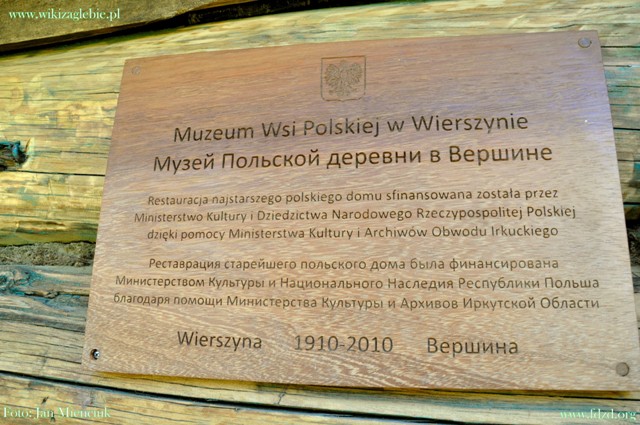 www.wikizaglebie.pl
Muzeum Wsi Polskiej w Wierszynie
Музей Польской деревни в Вершине
Restauracja najstarszego polskiego domu sfinansowana została przez
Ministerstwo Kultury i Dziedzictwa Narodowego Rzeczypospolitej Polskiej
dzięki pomocy Ministerstwa Kultury i Archiwów Obwodu Irkuckiego
Реставрация старейшего польского дома была финансирована
Министерством Культуры и Национального Наследия Республики Польша
благодаря помощи Министерства Культуры и Архивов Иркутской Области
Wierszyna 1910-2010 Вершина
Foto: Jan Mieńciuk
www.fdzd.org